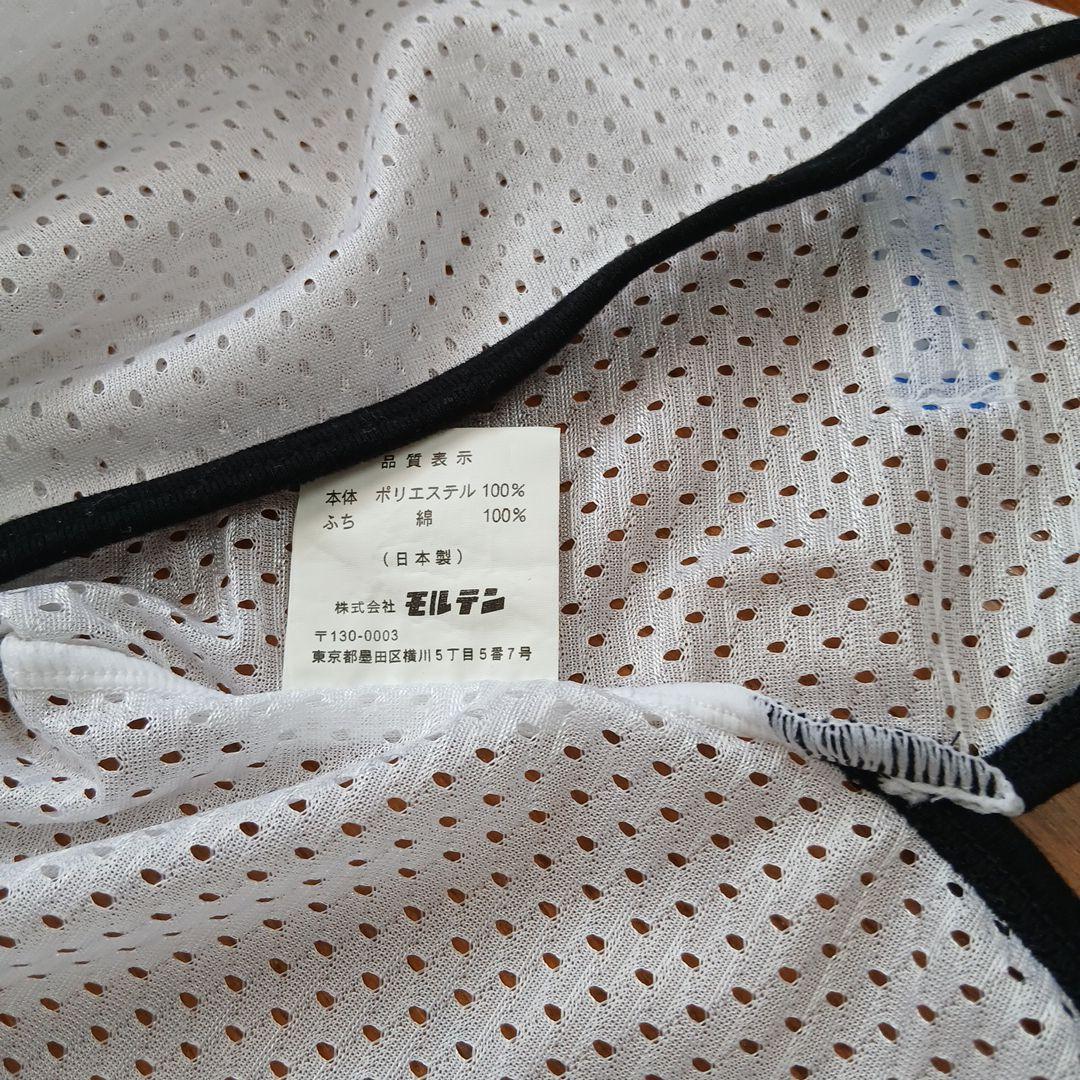 品質表示
本体 ポリエステル 100%
ふち 綿 100%
(日本製)
株式会社 モルテン
〒130-0003
東京都墨田区横川5丁目5番7号